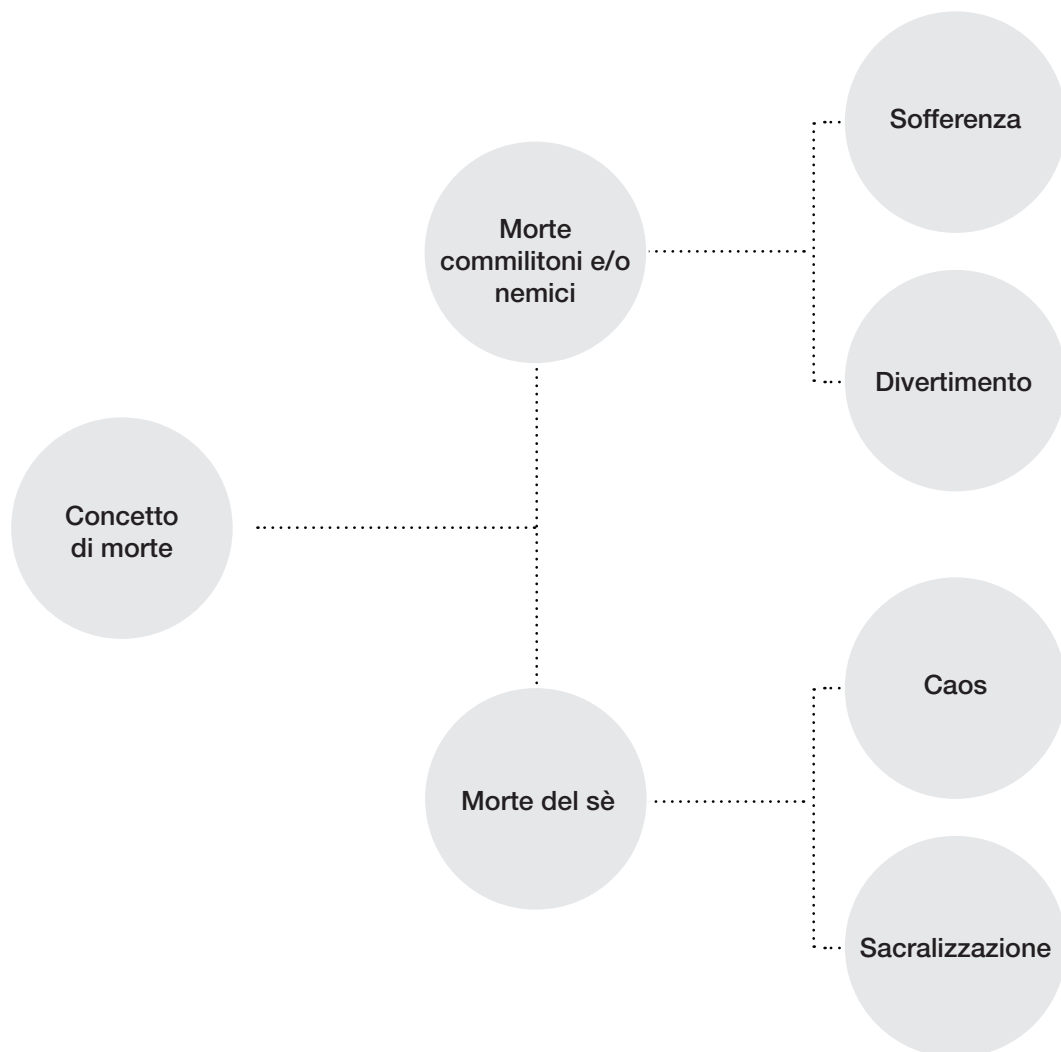 Concetto
di morte
Morte
commilitoni e/o
nemici
Sofferenza
Divertimento
Morte del sè
Caos
Sacralizzazione